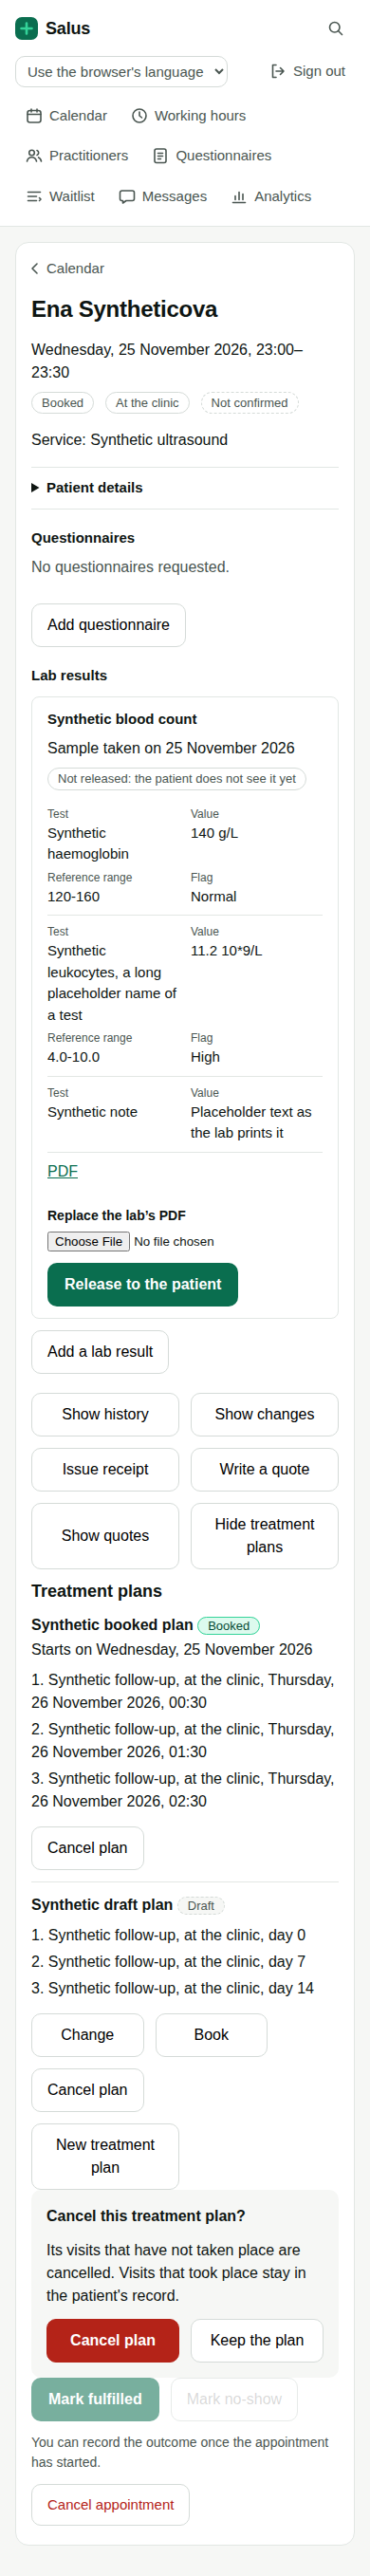 Salus
Use the browser's language
Sign out
Calendar
Working hours
Practitioners
Questionnaires
Waitlist
Messages
Analytics
Calendar
Ena Syntheticova
Wednesday, 25 November 2026, 23:00–
23:30
Booked
At the clinic
Not confirmed
Service: Synthetic ultrasound
Patient details
Questionnaires
No questionnaires requested.
Add questionnaire
Lab results
Synthetic blood count
Sample taken on 25 November 2026
Not released: the patient does not see it yet
Test
Value
Synthetic
haemoglobin
140 g/L
Reference range
Flag
120-160
Normal
Test
Value
Synthetic
leukocytes, a long
placeholder name of
a test
11.2 10*9/L
Reference range
Flag
4.0-10.0
High
Test
Value
Synthetic note
Placeholder text as
the lab prints it
PDF
Replace the lab’s PDF
Choose File No file chosen
Release to the patient
Add a lab result
Show history
Show changes
Issue receipt
Write a quote
Show quotes
Hide treatment
plans
Treatment plans
Synthetic booked plan Booked
Starts on Wednesday, 25 November 2026
1. Synthetic follow-up, at the clinic, Thursday,
26 November 2026, 00:30
2. Synthetic follow-up, at the clinic, Thursday,
26 November 2026, 01:30
3. Synthetic follow-up, at the clinic, Thursday,
26 November 2026, 02:30
Cancel plan
Synthetic draft plan Draft
1. Synthetic follow-up, at the clinic, day 0
2. Synthetic follow-up, at the clinic, day 7
3. Synthetic follow-up, at the clinic, day 14
Change
Book
Cancel plan
New treatment
plan
Cancel this treatment plan?
Its visits that have not taken place are
cancelled. Visits that took place stay in
the patient's record.
Cancel plan
Keep the plan
Mark fulfilled
Mark no-show
You can record the outcome once the appointment
has started.
Cancel appointment